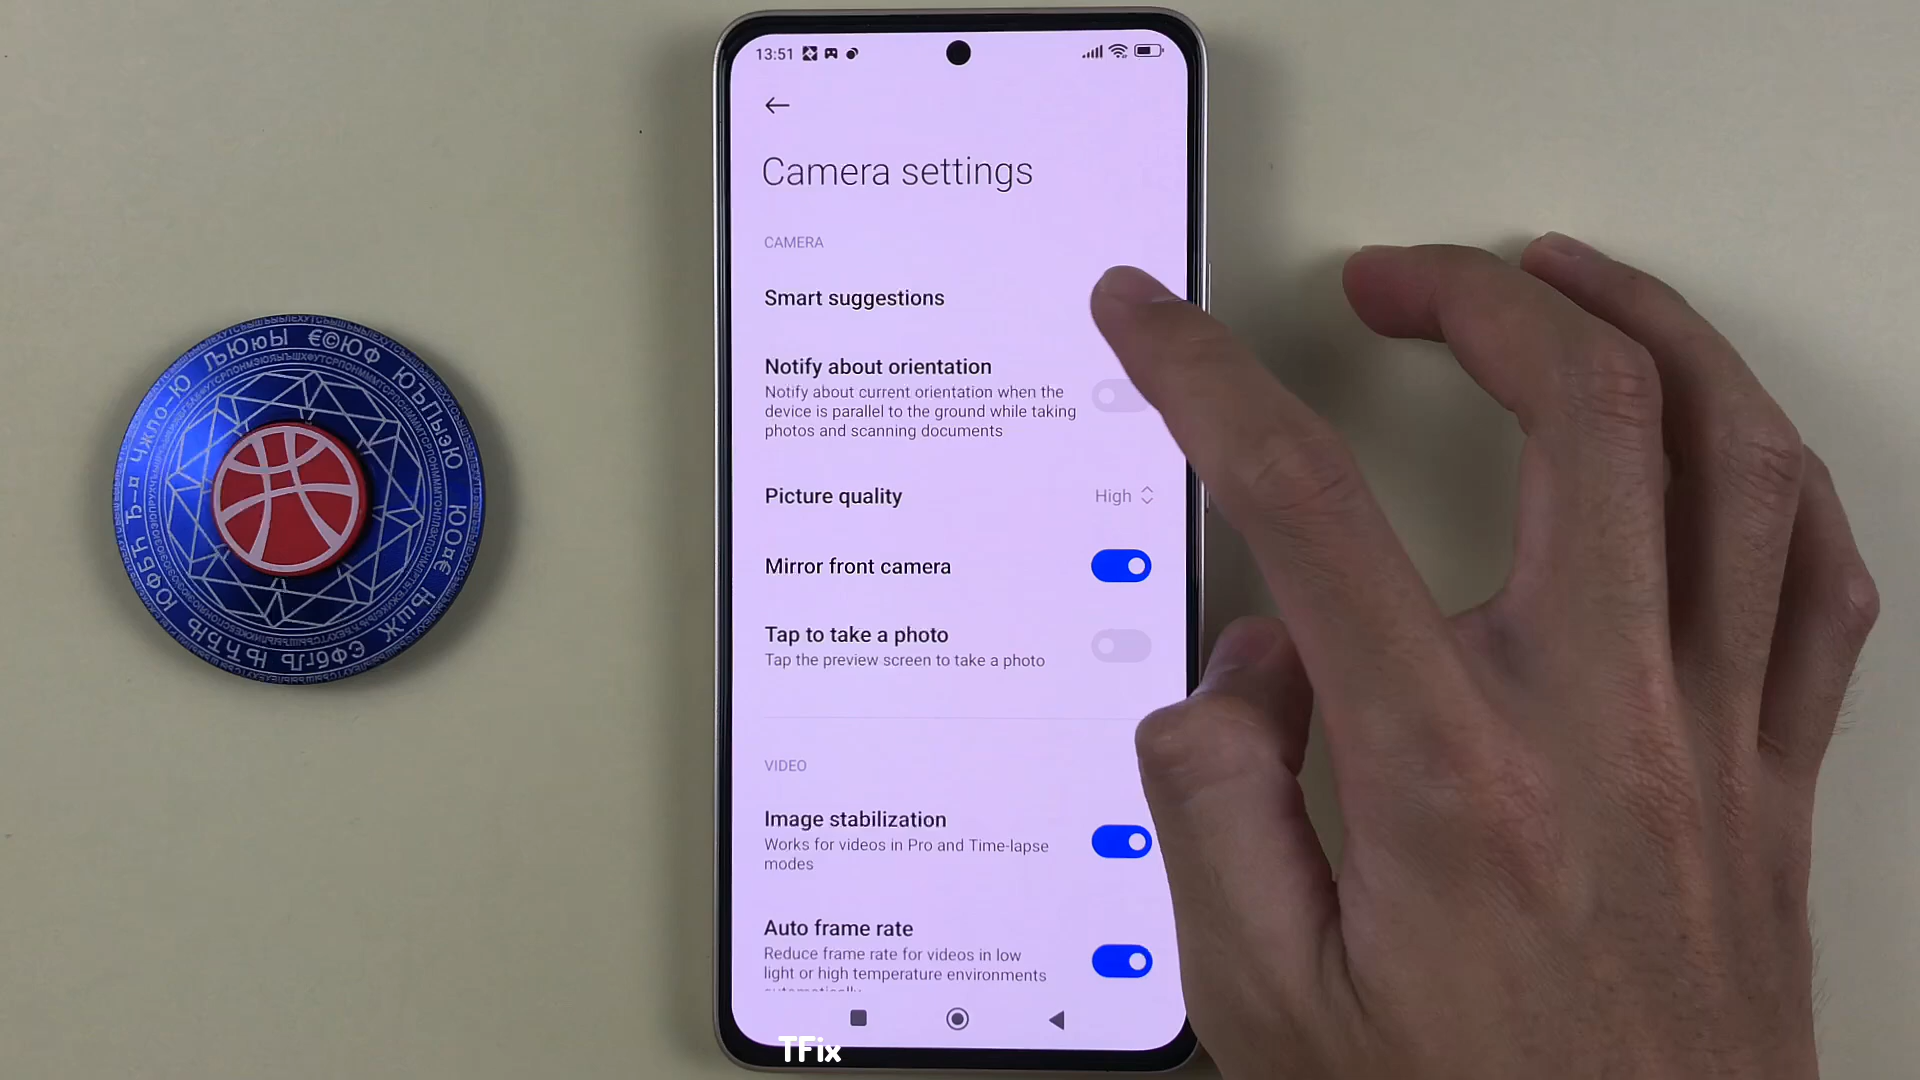 13:51
Camera settings
CAMERA
Smart suggestions
Notify about orientation
Notify about current orientation when the
device is parallel to the ground while taking
photos and scanning documents
Picture quality
High
Mirror front camera
Tap to take a photo
Tap the preview screen to take a photo
VIDEO
Image stabilization
Works for videos in Pro and Time-lapse
modes
Auto frame rate
Reduce frame rate for videos in low
light or high temperature environments
TFix